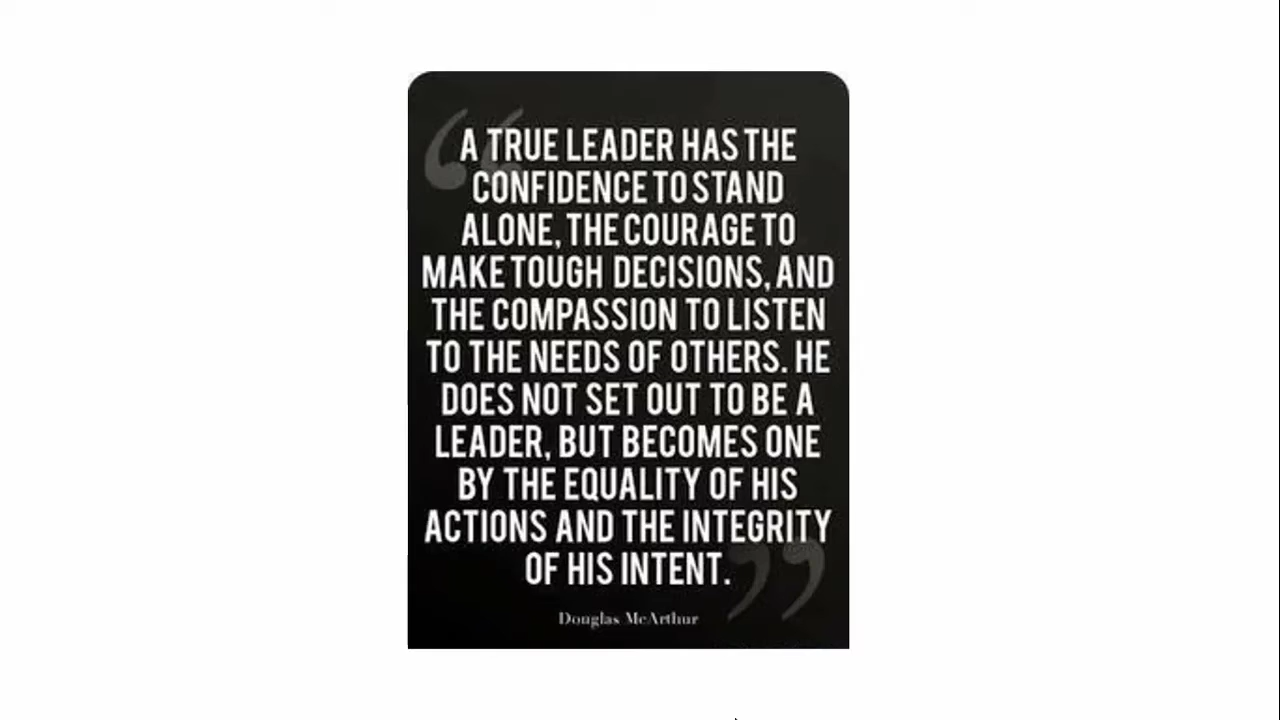 A TRUE LEADER HAS THE
CONFIDENCE TO STAND
ALONE, THE COURAGE TO
MAKE TOUGH DECISIONS, AND
THE COMPASSION TO LISTEN
TO THE NEEDS OF OTHERS. HE
DOES NOT SET OUT TO BE A
LEADER, BUT BECOMES ONE
BY THE EQUALITY OF HIS
ACTIONS AND THE INTEGRITY
OF HIS INTENT.
Douglas McArthur